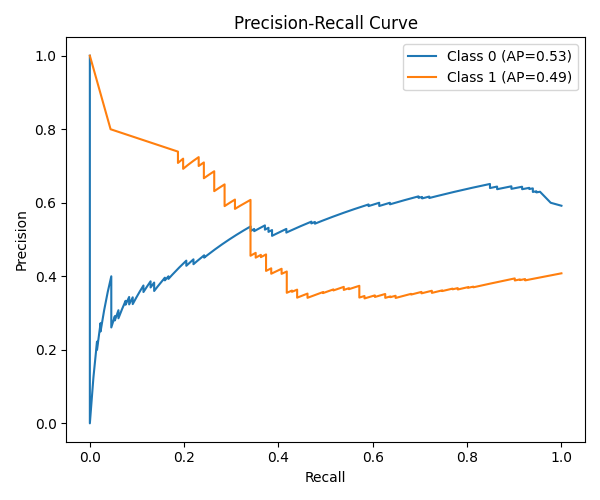 Precision-Recall Curve
Class 0 (AP=0.53)
Class 1 (AP=0.49)
Precision
1.0
0.8
0.6
0.4
0.2
0.0
0.0 0.2 0.4 0.6 0.8 1.0
Recall